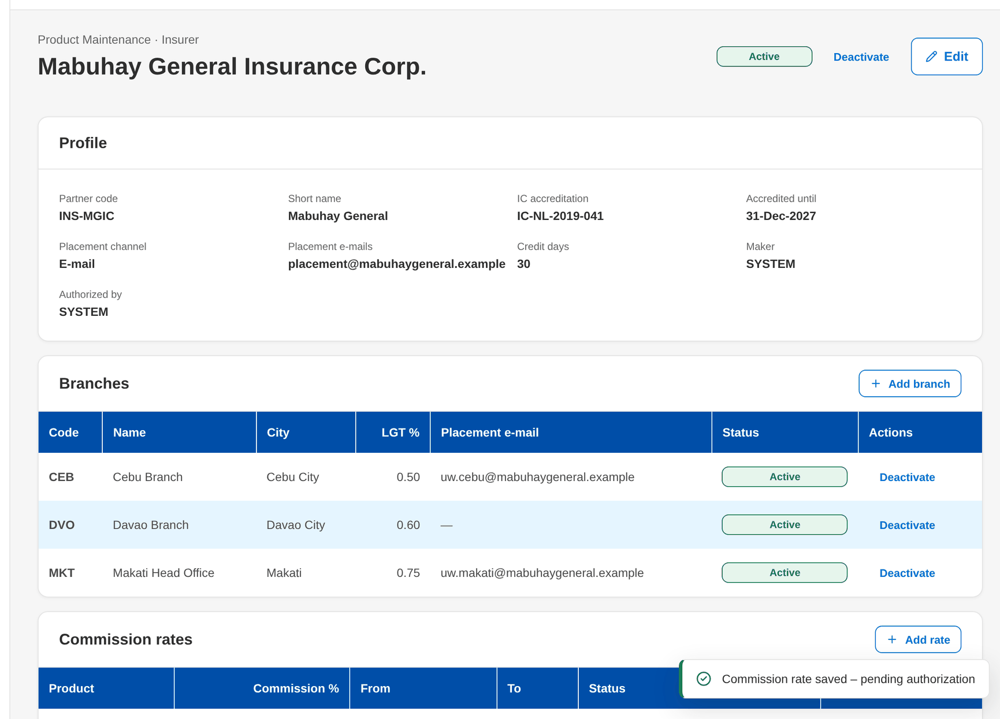 Product Maintenance · Insurer
Mabuhay General Insurance Corp.
Active
Deactivate
Edit
Profile
Partner code
INS-MGIC
Short name
Mabuhay General
IC accreditation
IC-NL-2019-041
Accredited until
31-Dec-2027
Placement channel
E-mail
Placement e-mails
placement@mabuhaygeneral.example
Credit days
30
Maker
SYSTEM
Authorized by
SYSTEM
Branches
+ Add branch
Code Name City LGT % Placement e-mail Status Actions
CEB Cebu Branch Cebu City 0.50 uw.cebu@mabuhaygeneral.example Active Deactivate
DVO Davao Branch Davao City 0.60 — Active Deactivate
MKT Makati Head Office Makati 0.75 uw.makati@mabuhaygeneral.example Active Deactivate
Commission rates
+ Add rate
Product Commission % From To Status
Commission rate saved – pending authorization